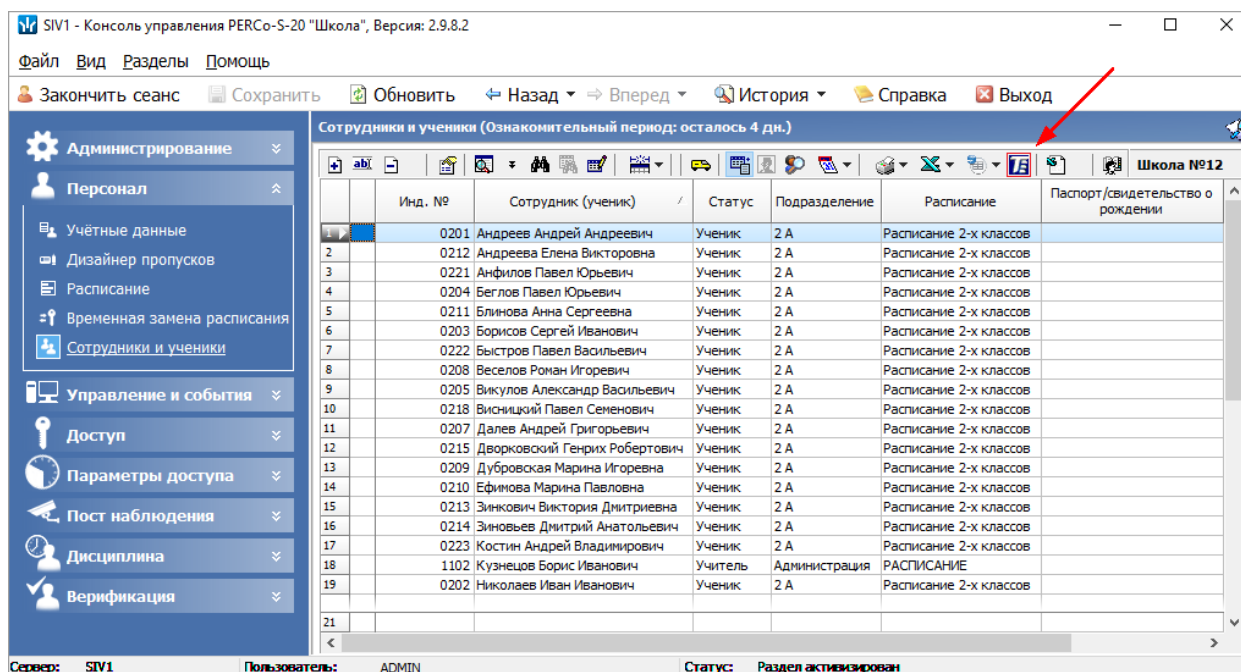 SIV1 - Консоль управления PERCo-S-20 "Школа", Версия: 2.9.8.2
Файл Вид Разделы Помощь
Закончить сеанс Сохранить Обновить Назад Вперед История Справка Выход
Администрирование
Персонал
Учётные данные
Дизайнер пропусков
Расписание
Временная замена расписания
Сотрудники и ученики
Управление и события
Доступ
Параметры доступа
Пост наблюдения
Дисциплина
Верификация
Сотрудники и ученики (Ознакомительный период: осталось 4 дн.)
Школа №12
Инд. № Сотрудник (ученик) Статус Подразделение Расписание Паспорт/свидетельство о рождении
1 0201 Андреев Андрей Андреевич Ученик 2 А Расписание 2-х классов
2 0212 Андреева Елена Викторовна Ученик 2 А Расписание 2-х классов
3 0221 Анфилов Павел Юрьевич Ученик 2 А Расписание 2-х классов
4 0204 Беглов Павел Юрьевич Ученик 2 А Расписание 2-х классов
5 0211 Блинова Анна Сергеевна Ученик 2 А Расписание 2-х классов
6 0203 Борисов Сергей Иванович Ученик 2 А Расписание 2-х классов
7 0222 Быстров Павел Васильевич Ученик 2 А Расписание 2-х классов
8 0208 Веселов Роман Игоревич Ученик 2 А Расписание 2-х классов
9 0205 Викулов Александр Васильевич Ученик 2 А Расписание 2-х классов
10 0218 Висницкий Павел Семенович Ученик 2 А Расписание 2-х классов
11 0207 Далев Андрей Григорьевич Ученик 2 А Расписание 2-х классов
12 0215 Дворковский Генрих Робертович Ученик 2 А Расписание 2-х классов
13 0209 Дубровская Марина Игоревна Ученик 2 А Расписание 2-х классов
14 0210 Ефимова Марина Павловна Ученик 2 А Расписание 2-х классов
15 0213 Зинкович Виктория Дмитриевна Ученик 2 А Расписание 2-х классов
16 0214 Зиновьев Дмитрий Анатольевич Ученик 2 А Расписание 2-х классов
17 0223 Костин Андрей Владимирович Ученик 2 А Расписание 2-х классов
18 1102 Кузнецов Борис Иванович Учитель Администрация РАСПИСАНИЕ
19 0202 Николаев Иван Иванович Ученик 2 А Расписание 2-х классов
21
Сервер: SIV1 Пользователь: ADMIN Статус: Раздел активизирован